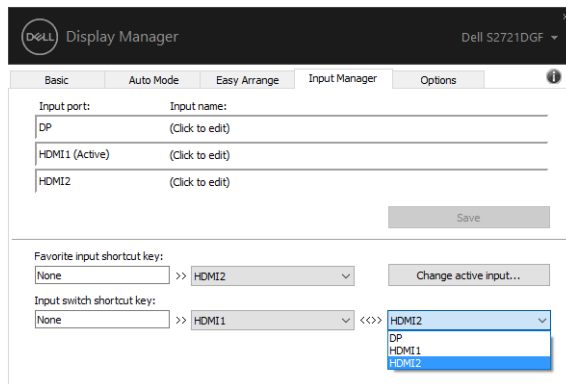 DELL Display Manager Dell S2721DGF
Basic Auto Mode Easy Arrange Input Manager Options i
Input port: Input name:
DP (Click to edit)
HDMI1 (Active) (Click to edit)
HDMI2 (Click to edit)
Save
Favorite input shortcut key:
None >> HDMI2 Change active input...
Input switch shortcut key:
None >> HDMI1 <<>> HDMI2
DP
HDMI1
HDMI2